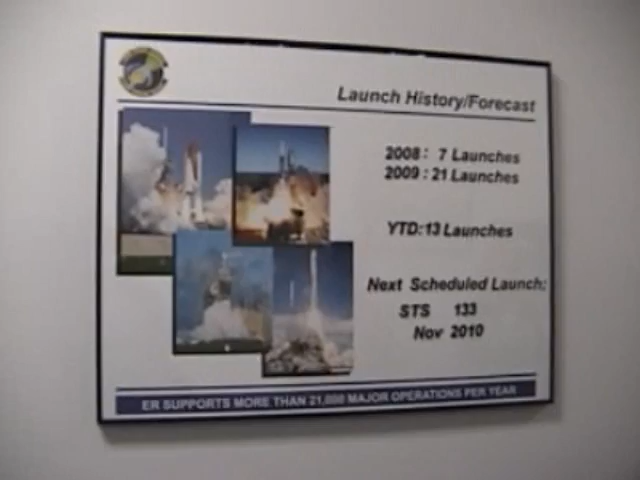 Launch History/Forecast
2008: 7 Launches
2009: 21 Launches
YTD: 13 Launches
Next Scheduled Launch:
STS 133
Nov 2010
ER SUPPORTS MORE THAN 21,000 MAJOR OPERATIONS PER YEAR